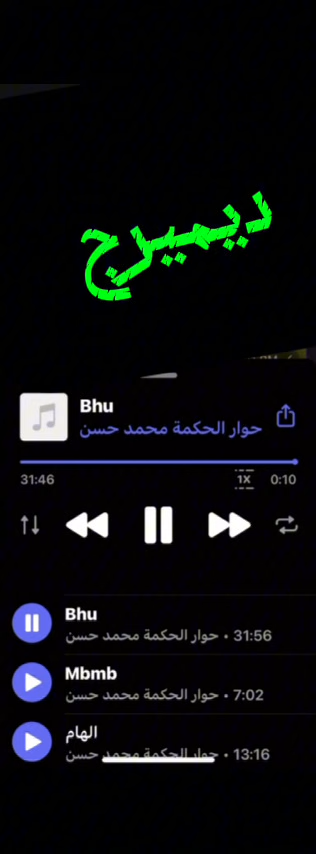 ديميرج
Bhu
حوار الحكمة محمد حسن
31:46
1X
0:10
Bhu
حوار الحكمة محمد حسن • 31:56
Mbmb
حوار الحكمة محمد حسن • 7:02
الهام
حوار الحكمة محمد حسن • 13:16